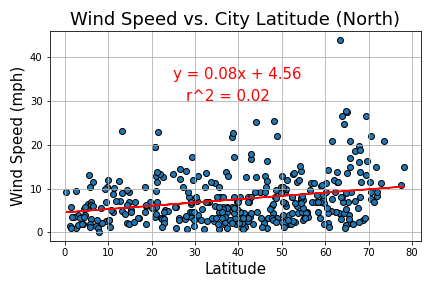 Wind Speed vs. City Latitude (North)
40
30
20
10
0
Wind Speed (mph)
y = 0.08x + 4.56
r^2 = 0.02
0 10 20 30 40 50 60 70 80
Latitude